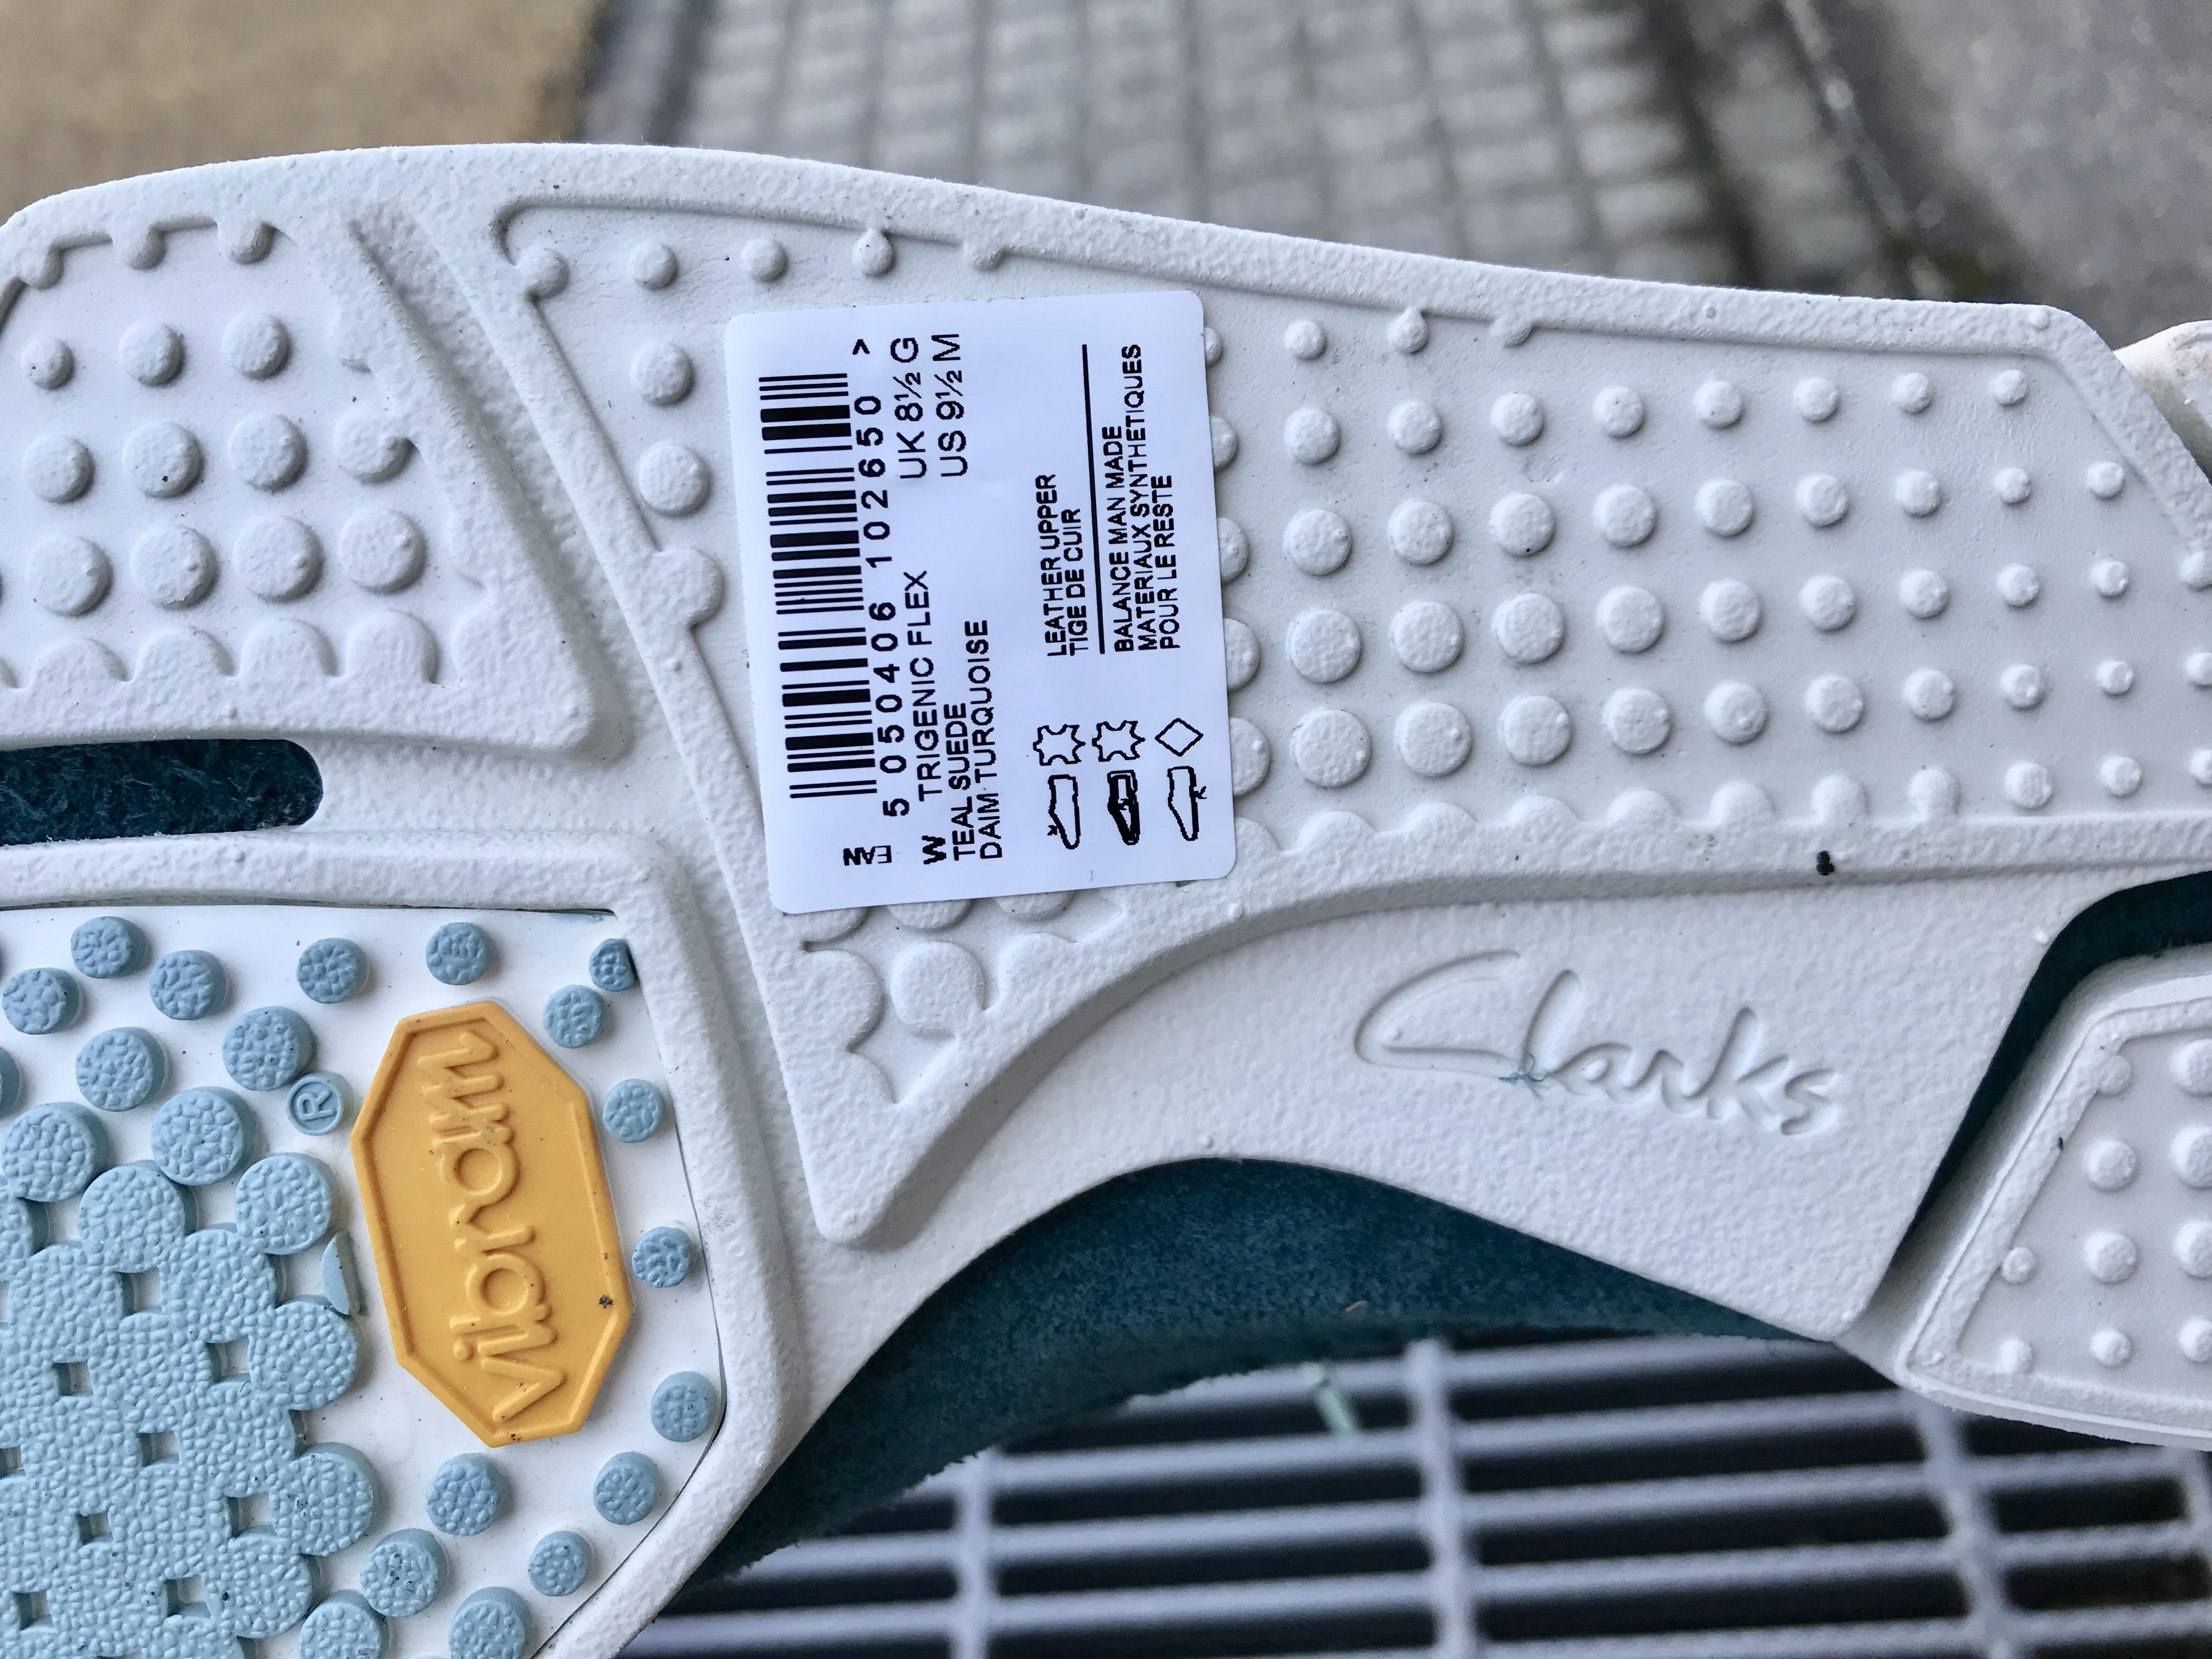 5 050406 102650 >
UK 8½ G
W TRIGENIC FLEX
US 9½ M
TEAL SUEDE
DAIM TURQUOISE
LEATHER UPPER
TIGE DE CUIR
BALANCE MAN MADE
MATERIAUX SYNTHETIQUES
POUR LE RESTE
Clarks
vibram
®